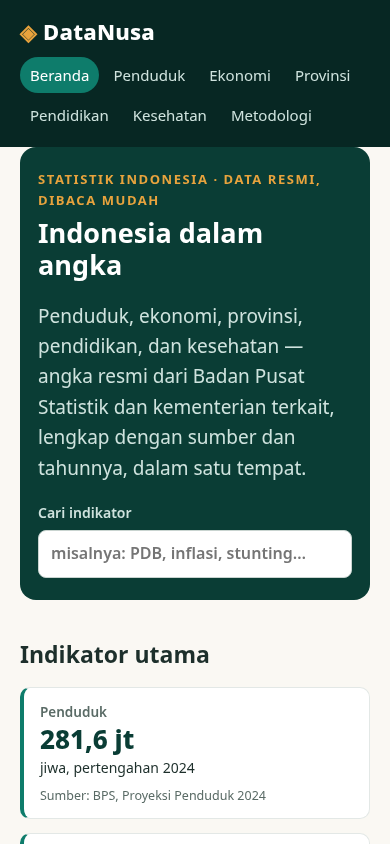 ◈ DataNusa
Beranda Penduduk Ekonomi Provinsi
Pendidikan Kesehatan Metodologi
STATISTIK INDONESIA · DATA RESMI,
DIBACA MUDAH
Indonesia dalam
angka
Penduduk, ekonomi, provinsi,
pendidikan, dan kesehatan —
angka resmi dari Badan Pusat
Statistik dan kementerian terkait,
lengkap dengan sumber dan
tahunnya, dalam satu tempat.
Cari indikator
misalnya: PDB, inflasi, stunting...
Indikator utama
Penduduk
281,6 jt
jiwa, pertengahan 2024
Sumber: BPS, Proyeksi Penduduk 2024